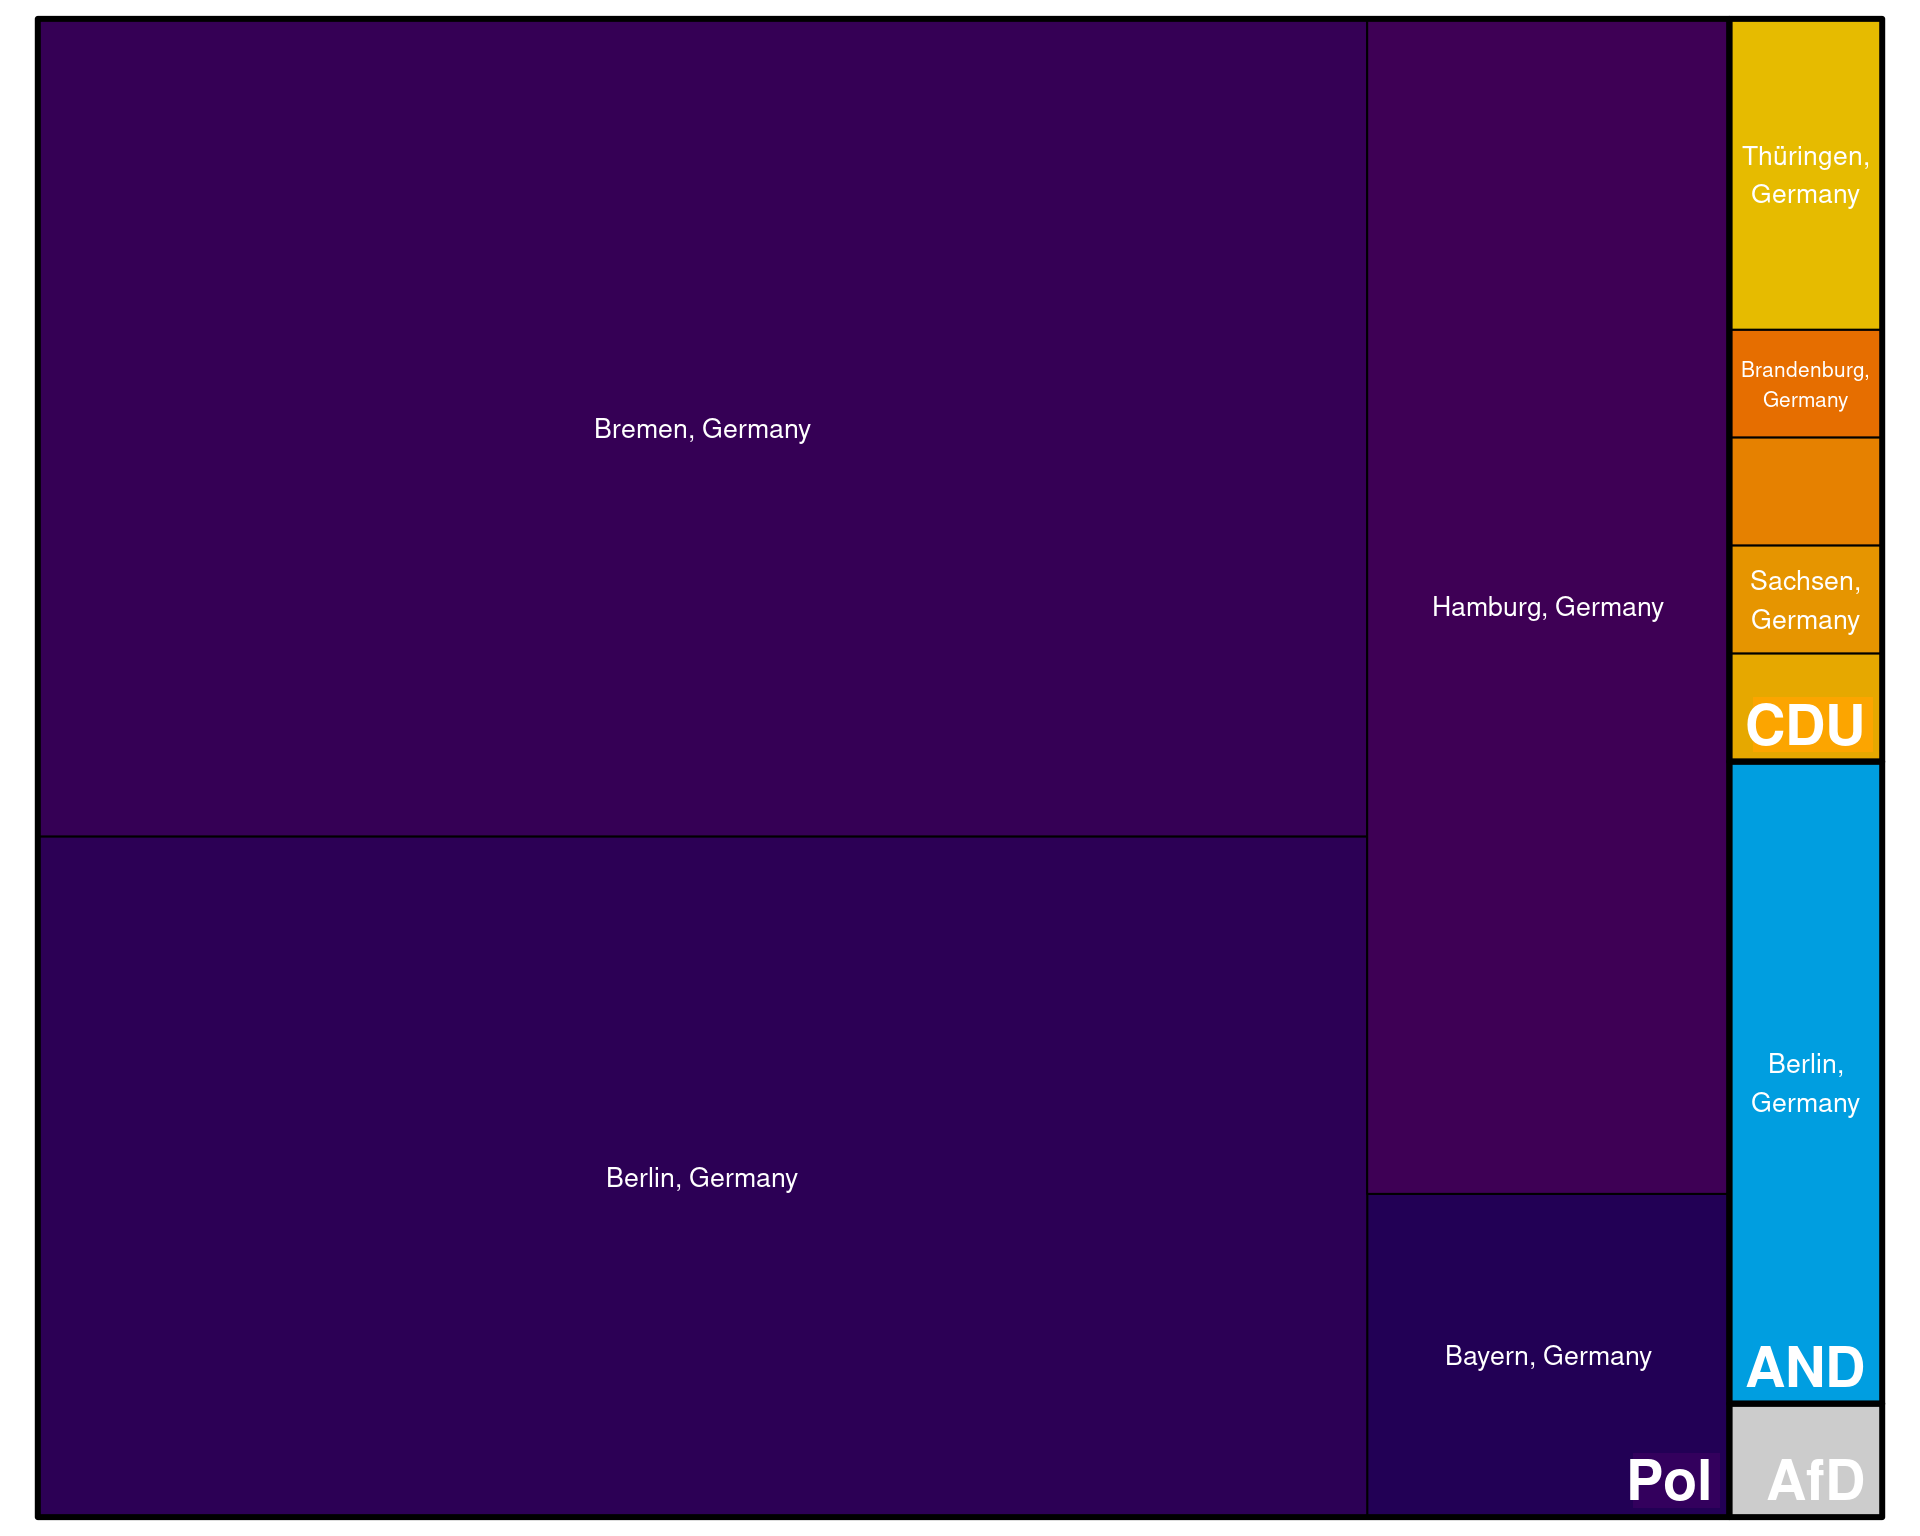 Bremen, Germany
Berlin, Germany
Hamburg, Germany
Bayern, Germany
Pol
Thüringen,
Germany
Brandenburg,
Germany
Sachsen,
Germany
CDU
Berlin,
Germany
AND
AfD